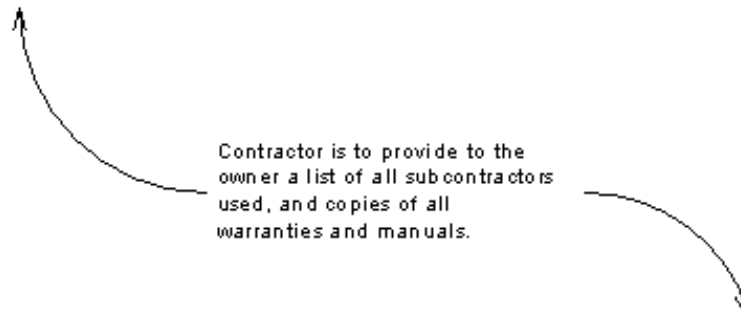 Contractor is to provide to the
owner a list of all subcontractors
used, and copies of all
warranties and manuals.